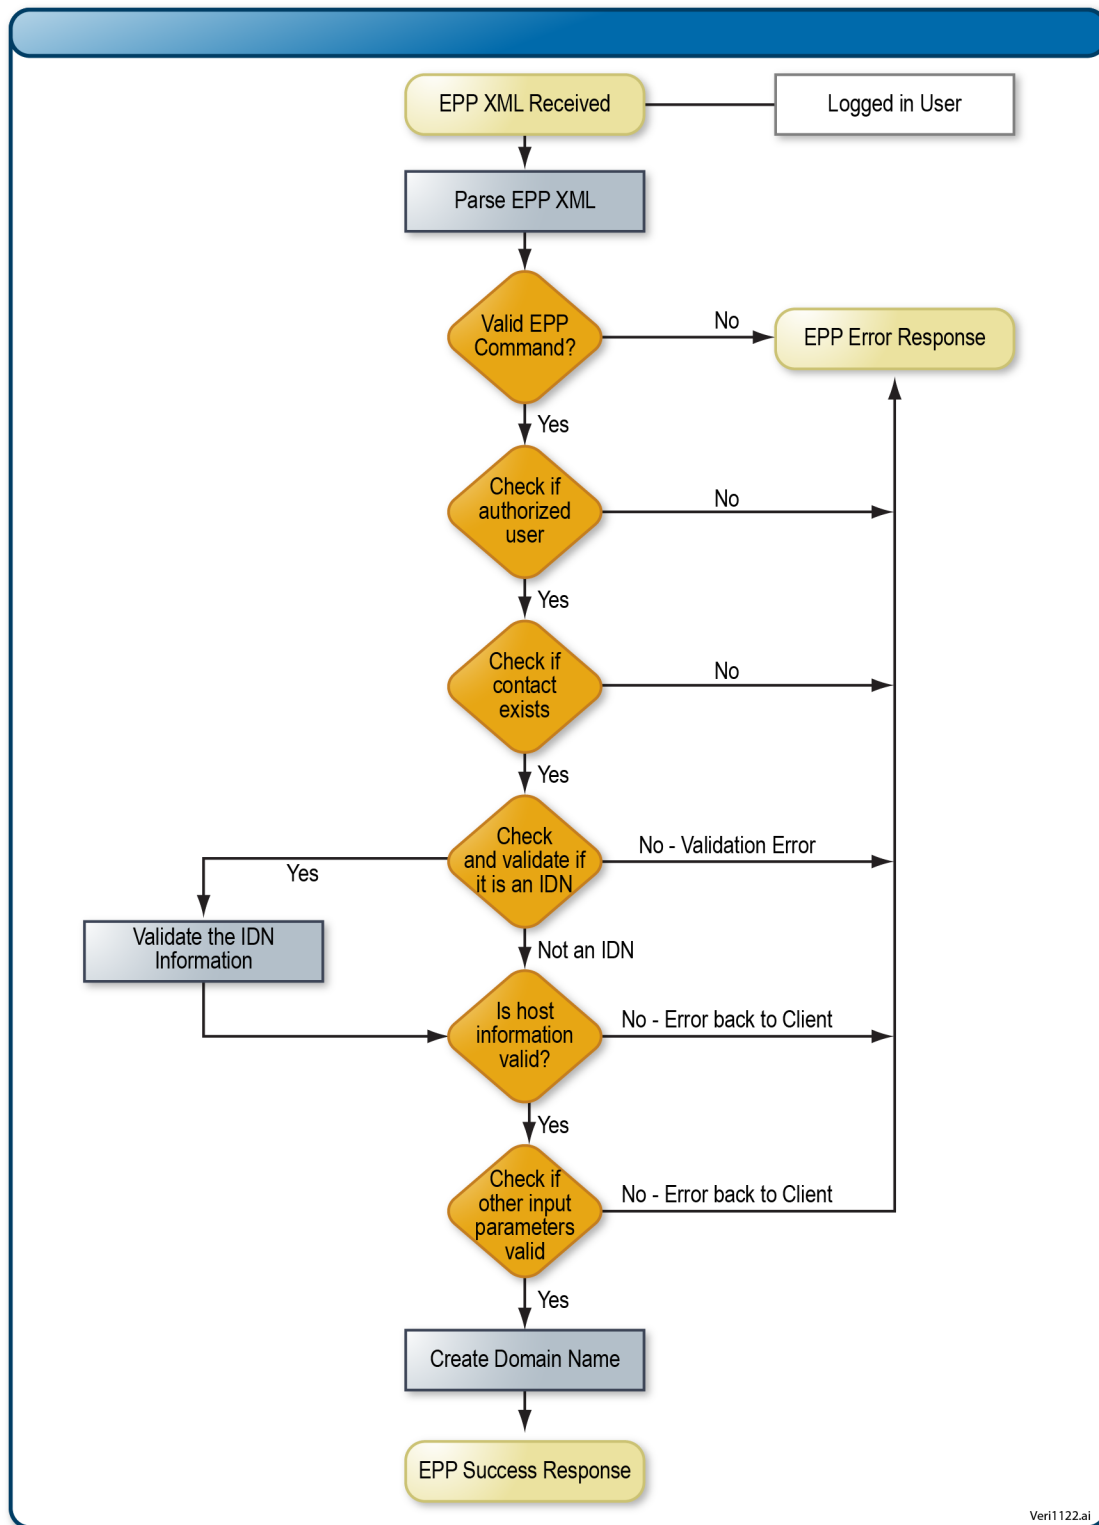 EPP XML Received
Logged in User
Parse EPP XML
Valid EPP
Command?
No
EPP Error Response
Yes
Check if
authorized
user
No
Yes
Check if
contact
exists
No
Yes
Check
and validate if
it is an IDN
No - Validation Error
Yes
Validate the IDN
Information
Not an IDN
Is host
information
valid?
No - Error back to Client
Yes
Check if
other input
parameters
valid
No - Error back to Client
Yes
Create Domain Name
EPP Success Response
Veri1122.ai